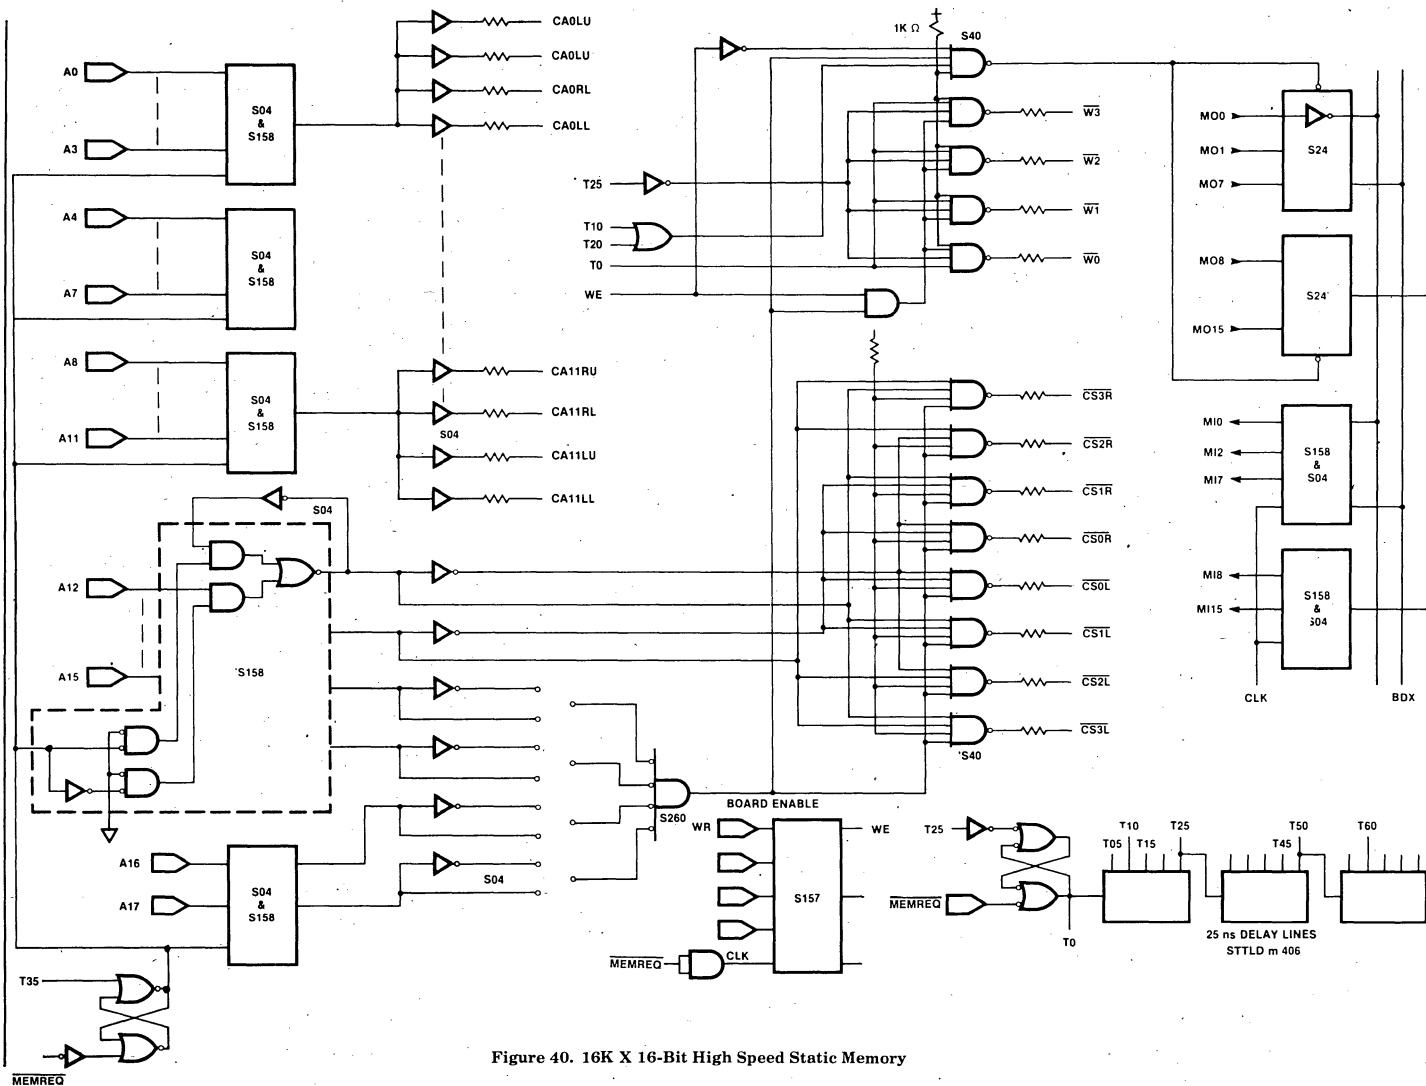 CA0LU
CA0LU
CA0RL
CA0LL
A0
A3
S04
&
S158
A4
A7
S04
&
S158
A8
A11
S04
&
S158
CA11RU
CA11RL
S04
CA11LU
CA11LL
S04
A12
A15
S158
A16
A17
S04
&
S158
S04
T35
MEMREQ
1K Ω
S40
T25
T10
T20
T0
WE
W3
W2
W1
W0
CS3R
CS2R
CS1R
CS0R
CS0L
CS1L
CS2L
CS3L
S40
S260
BOARD ENABLE
WR
WE
S157
MEMREQ
CLK
MO0
MO1
MO7
S24
MO8
MO15
S24
MI0
MI2
MI7
S158
&
S04
MI8
MI15
S158
&
S04
CLK
BDX
T25
MEMREQ
T0
T05
T10
T15
T25
T45
T50
T60
25 ns DELAY LINES
STTLD m 406
Figure 40. 16K X 16-Bit High Speed Static Memory